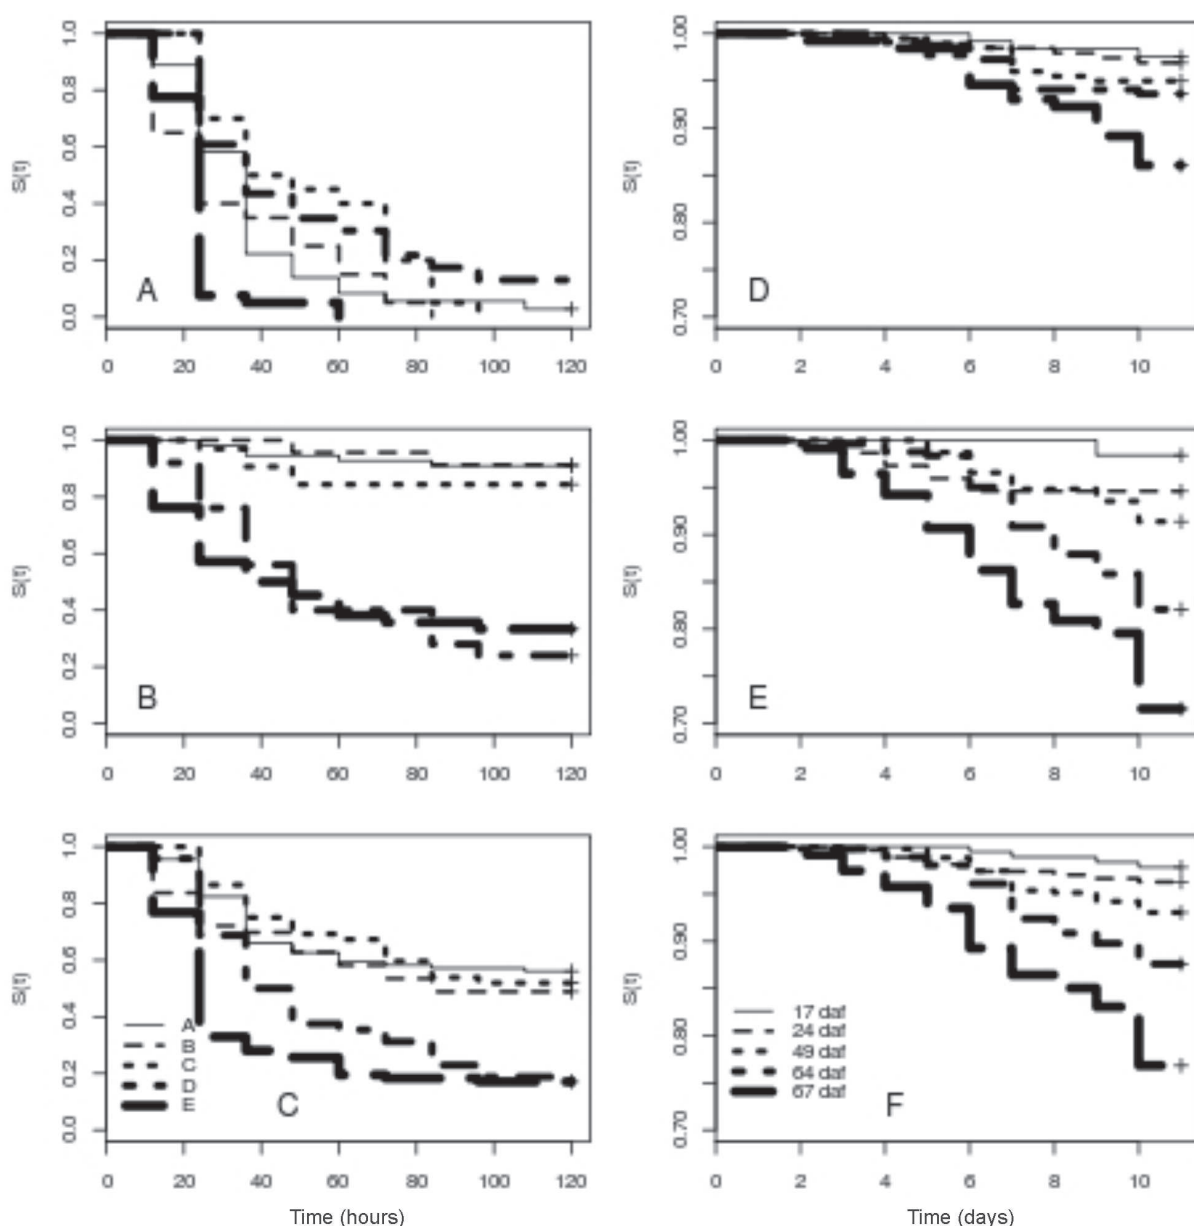 1.0
0.8
0.6
0.4
0.2
0.0
S(t)
A
0 20 40 60 80 100 120
1.00
0.90
0.80
0.70
S(t)
D
0 2 4 6 8 10
1.0
0.8
0.6
0.4
0.2
0.0
S(t)
B
0 20 40 60 80 100 120
1.00
0.90
0.80
0.70
S(t)
E
0 2 4 6 8 10
1.0
0.8
0.6
0.4
0.2
0.0
S(t)
A
B
C
D
E
C
0 20 40 60 80 100 120
Time (hours)
1.00
0.90
0.80
0.70
S(t)
17 daf
24 daf
49 daf
64 daf
67 daf
F
0 2 4 6 8 10
Time (days)